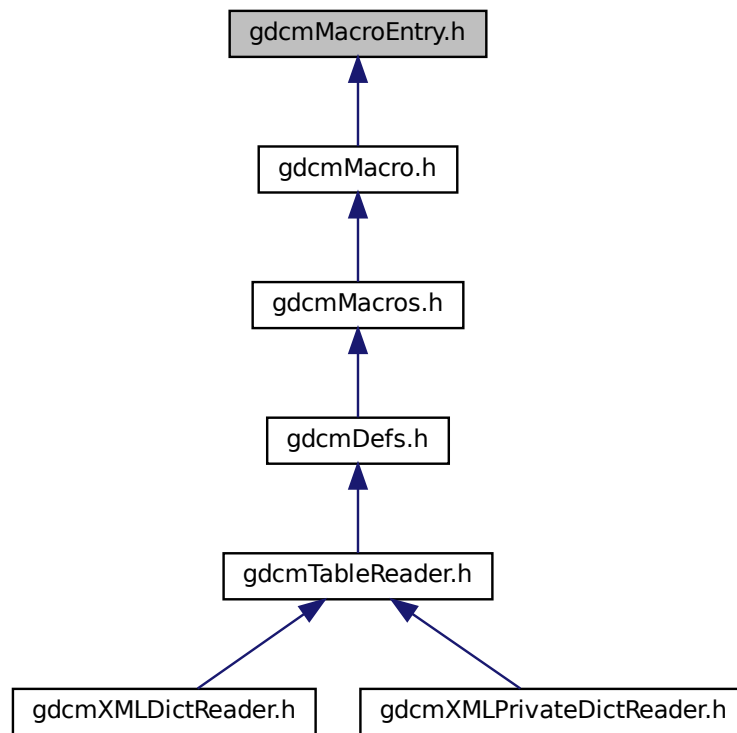 gdcmMacroEntry.h
gdcmMacro.h
gdcmMacros.h
gdcmDefs.h
gdcmTableReader.h
gdcmXMLDictReader.h
gdcmXMLPrivateDictReader.h